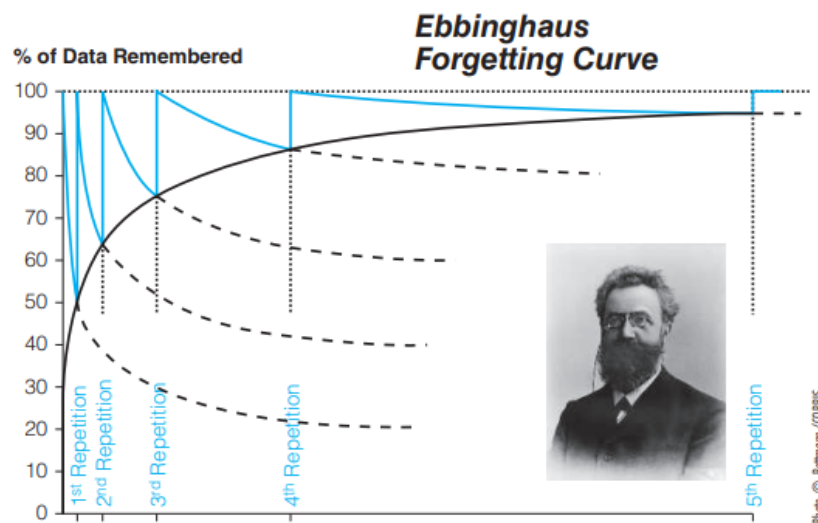 Ebbinghaus
Forgetting Curve
% of Data Remembered
100
90
80
70
60
50
40
30
20
10
0
1st Repetition
2nd Repetition
3rd Repetition
4th Repetition
5th Repetition
Photo ©